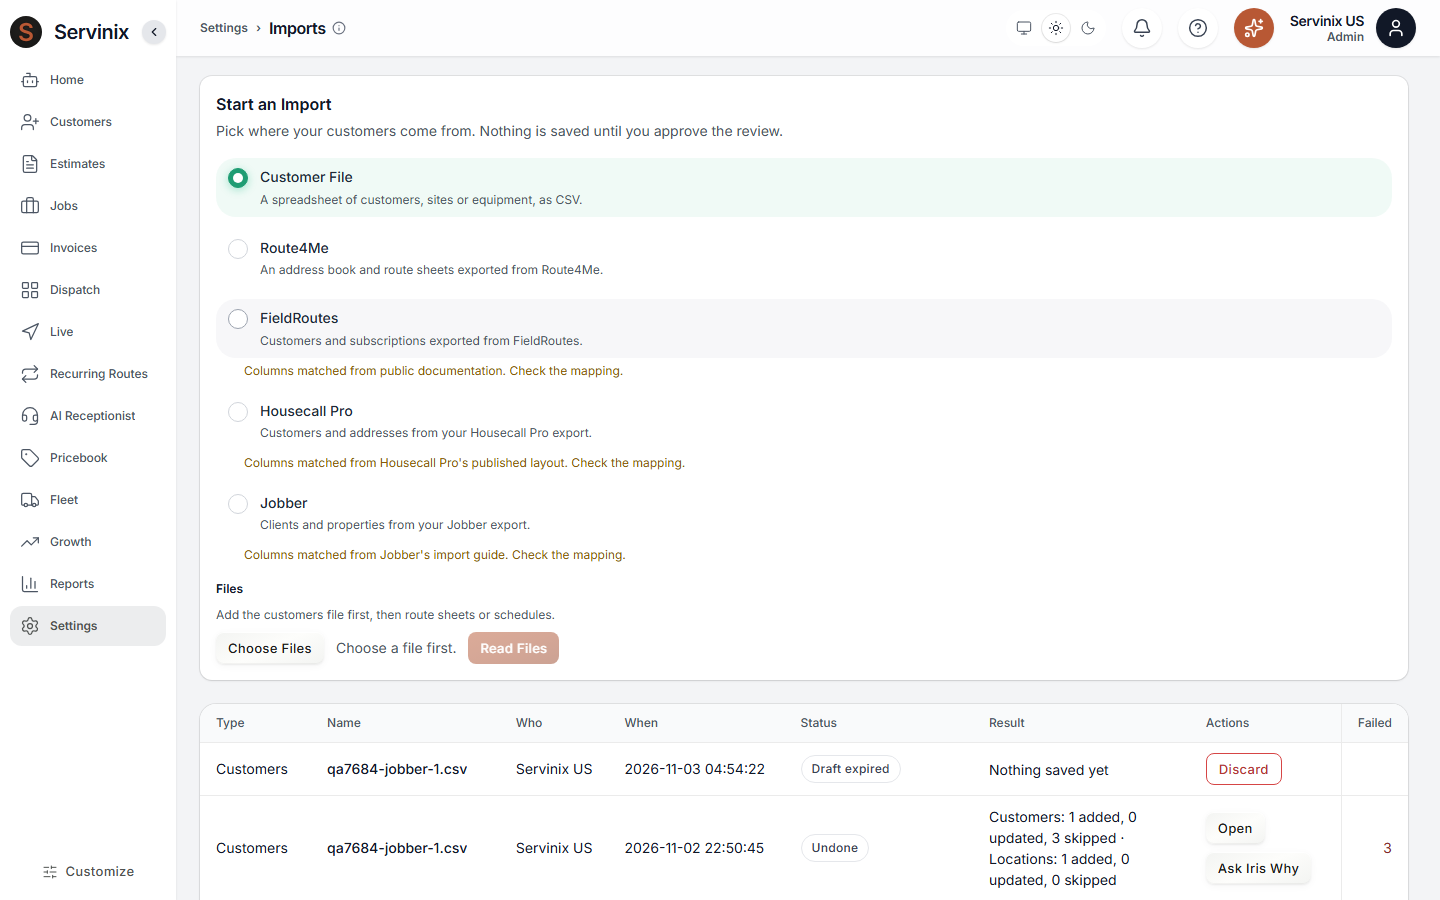 S Servinix
Settings › Imports
Servinix US
Admin
Home
Customers
Estimates
Jobs
Invoices
Dispatch
Live
Recurring Routes
AI Receptionist
Pricebook
Fleet
Growth
Reports
Settings
Customize
Start an Import
Pick where your customers come from. Nothing is saved until you approve the review.
Customer File
A spreadsheet of customers, sites or equipment, as CSV.
Route4Me
An address book and route sheets exported from Route4Me.
FieldRoutes
Customers and subscriptions exported from FieldRoutes.
Columns matched from public documentation. Check the mapping.
Housecall Pro
Customers and addresses from your Housecall Pro export.
Columns matched from Housecall Pro's published layout. Check the mapping.
Jobber
Clients and properties from your Jobber export.
Columns matched from Jobber's import guide. Check the mapping.
Files
Add the customers file first, then route sheets or schedules.
Choose Files Choose a file first. Read Files
Type Name Who When Status Result Actions Failed
Customers qa7684-jobber-1.csv Servinix US 2026-11-03 04:54:22 Draft expired Nothing saved yet Discard
Customers qa7684-jobber-1.csv Servinix US 2026-11-02 22:50:45 Undone
Customers: 1 added, 0
updated, 3 skipped ·
Locations: 1 added, 0
updated, 0 skipped
Open
Ask Iris Why
3